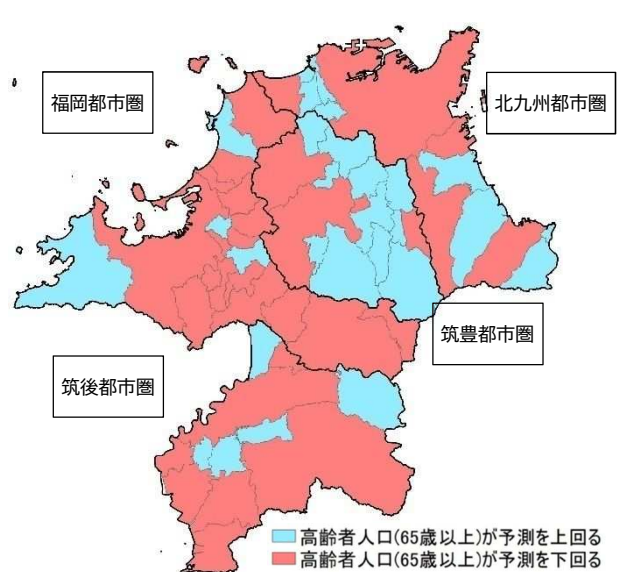 福岡都市圏
北九州都市圏
筑豊都市圏
筑後都市圏
高齢者人口(65歳以上)が予測を上回る
高齢者人口(65歳以上)が予測を下回る